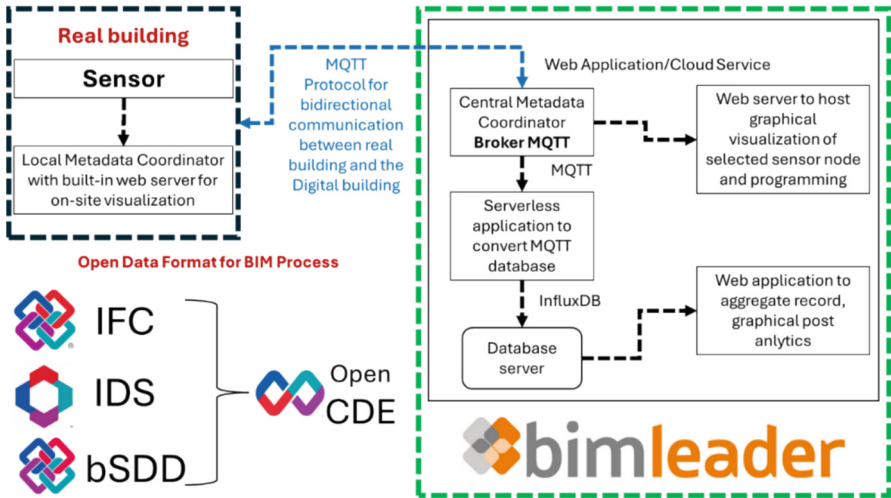 Real building
Sensor
Local Metadata Coordinator
with built-in web server for
on-site visualization
MQTT
Protocol for
bidirectional
communication
between real
building and the
Digital building
Web Application/Cloud Service
Central Metadata
Coordinator
Broker MQTT
Web server to host
graphical
visualization of
selected sensor node
and programming
MQTT
Serverless
application to
convert MQTT
database
InfluxDB
Database
server
Web application to
aggregate record,
graphical post
anlytics
Open Data Format for BIM Process
IFC
®
IDS
bSDD
Open
CDE
bimleader